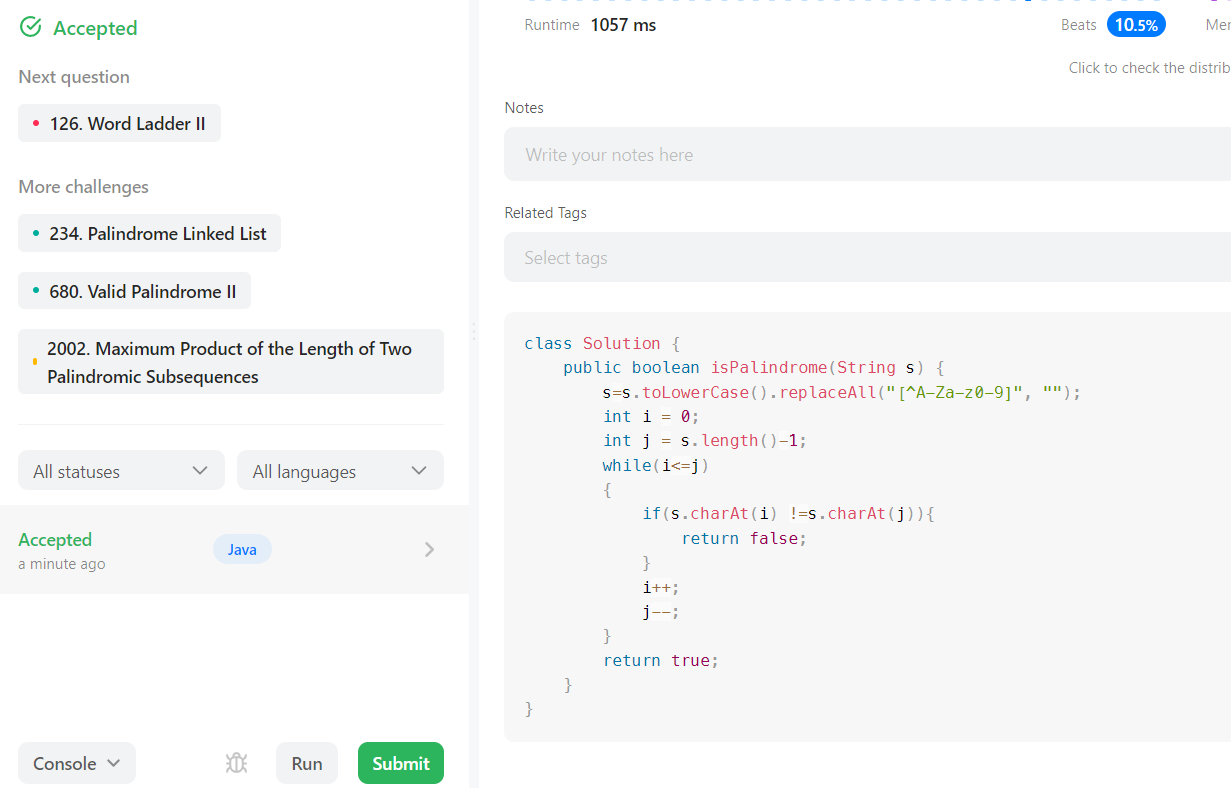 Accepted
Next question
126. Word Ladder II
More challenges
234. Palindrome Linked List
680. Valid Palindrome II
2002. Maximum Product of the Length of Two
Palindromic Subsequences
All statuses
All languages
Accepted
Java
a minute ago
Console
Run
Submit
Runtime 1057 ms
Beats 10.5%
Mer
Click to check the distrib
Notes
Write your notes here
Related Tags
Select tags
class Solution {
    public boolean isPalindrome(String s) {
        s=s.toLowerCase().replaceAll("[^A-Za-z0-9]", "");
        int i = 0;
        int j = s.length()-1;
        while(i<=j)
        {
            if(s.charAt(i) !=s.charAt(j)){
                return false;
            }
            i++;
            j--;
        }
        return true;
    }
}